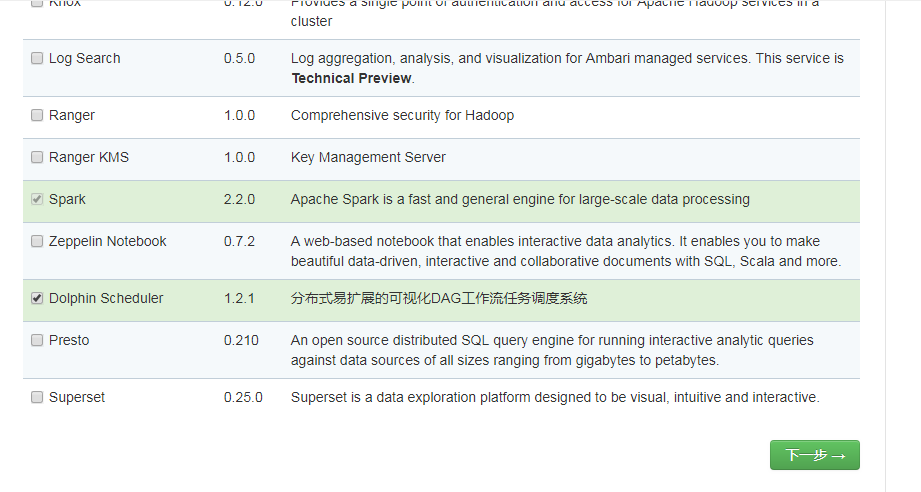 Knox 0.12.0 Provides a single point of authentication and access for Apache Hadoop services in a
cluster
Log Search 0.5.0 Log aggregation, analysis, and visualization for Ambari managed services. This service is
Technical Preview.
Ranger 1.0.0 Comprehensive security for Hadoop
Ranger KMS 1.0.0 Key Management Server
Spark 2.2.0 Apache Spark is a fast and general engine for large-scale data processing
Zeppelin Notebook 0.7.2 A web-based notebook that enables interactive data analytics. It enables you to make
beautiful data-driven, interactive and collaborative documents with SQL, Scala and more.
Dolphin Scheduler 1.2.1 分布式易扩展的可视化DAG工作流任务调度系统
Presto 0.210 An open source distributed SQL query engine for running interactive analytic queries
against data sources of all sizes ranging from gigabytes to petabytes.
Superset 0.25.0 Superset is a data exploration platform designed to be visual, intuitive and interactive.
下一步 →